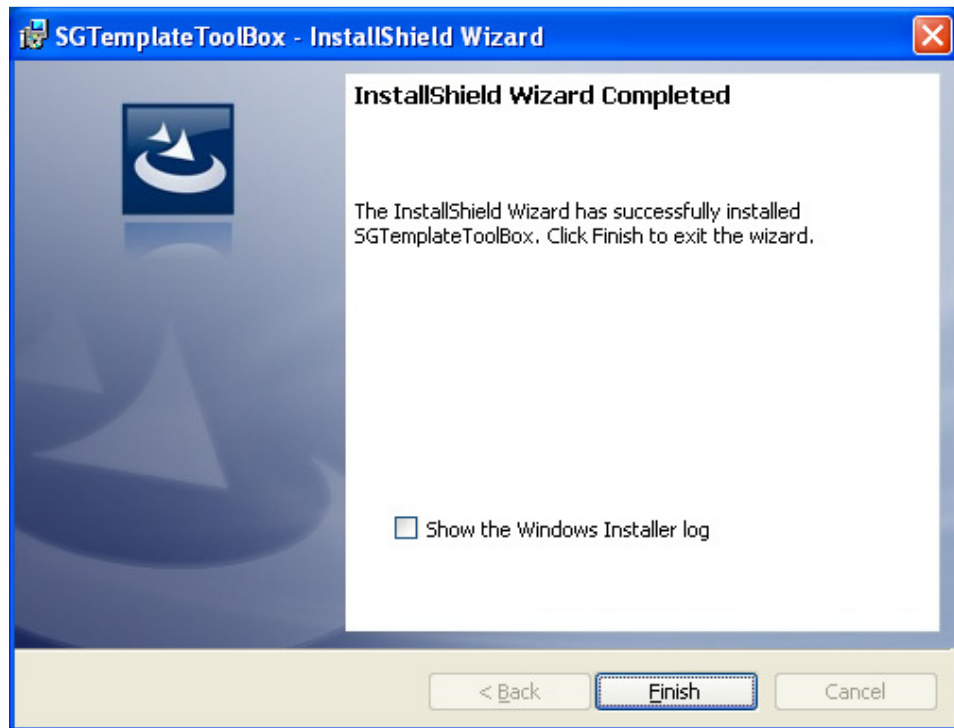 SGTemplateToolBox - InstallShield Wizard
InstallShield Wizard Completed
The InstallShield Wizard has successfully installed
SGTemplateToolBox. Click Finish to exit the wizard.
Show the Windows Installer log
< Back
Finish
Cancel